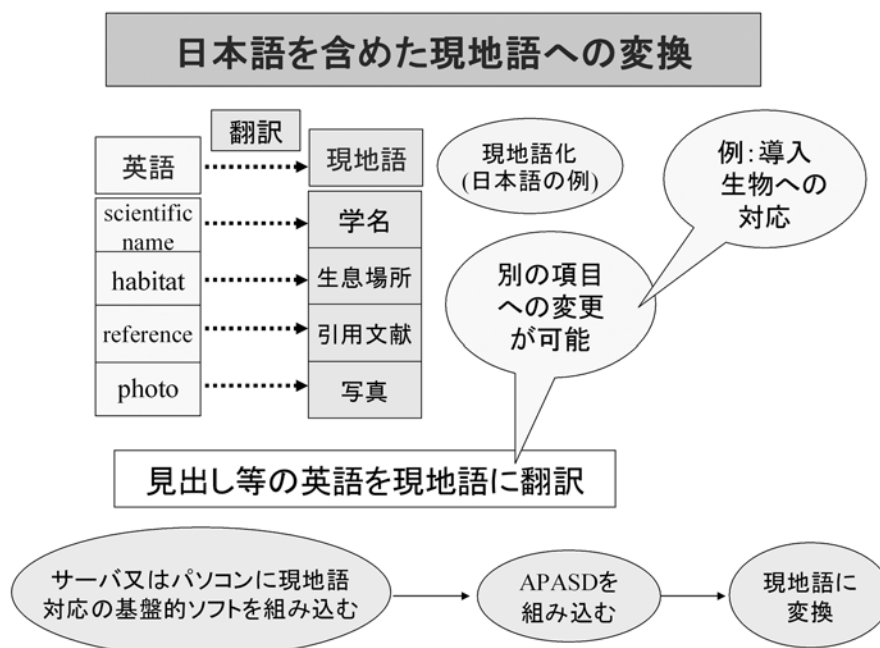 日本語を含めた現地語への変換
翻訳
英語
現地語
現地語化
(日本語の例)
例：導入
生物への
対応
scientific
name
学名
habitat
生息場所
reference
引用文献
photo
写真
別の項目
への変更
が可能
見出し等の英語を現地語に翻訳
サーバ又はパソコンに現地語
対応の基盤的ソフトを組み込む
APASDを
組み込む
現地語に
変換